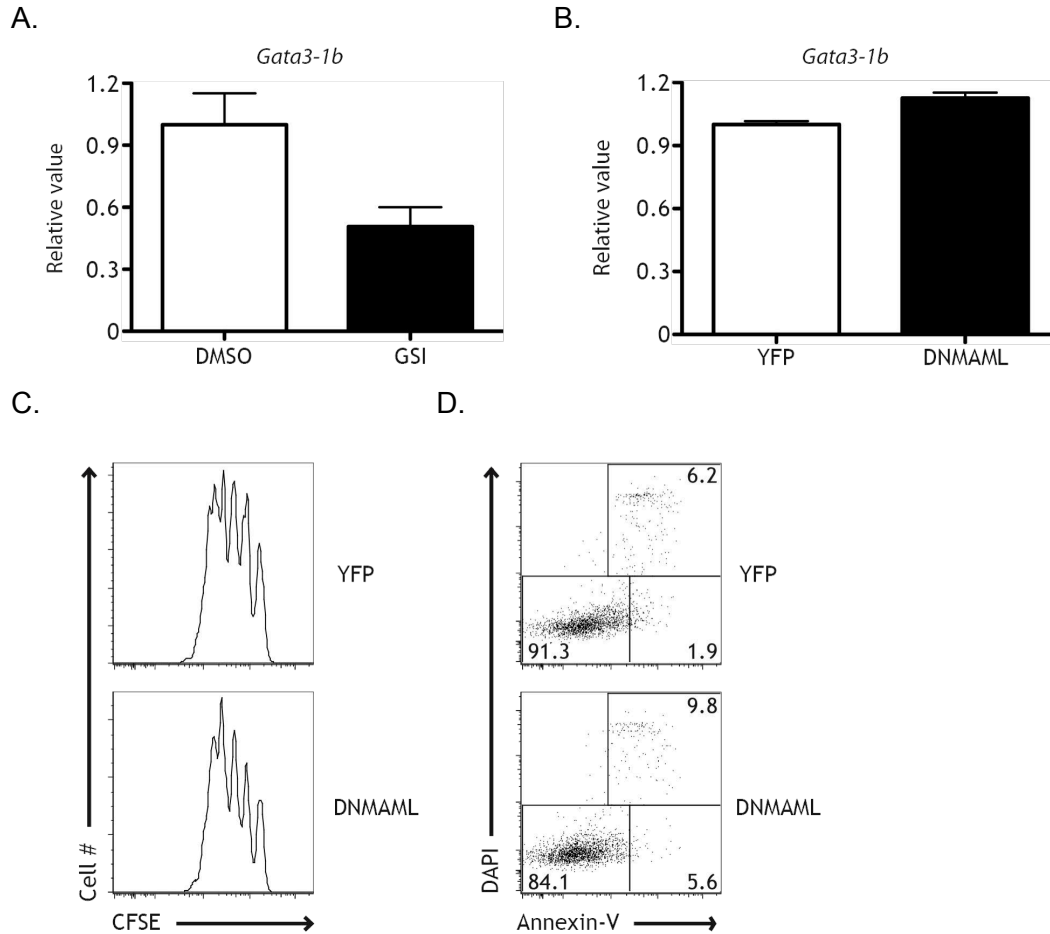 A.
Gata3-1b
Relative value
1.2
0.9
0.6
0.3
0
DMSO
GSI
B.
Gata3-1b
Relative value
1.2
0.9
0.6
0.3
0
YFP
DNMAML
C.
YFP
DNMAML
Cell #
CFSE
D.
6.2
91.3
1.9
YFP
9.8
84.1
5.6
DNMAML
DAPI
Annexin-V